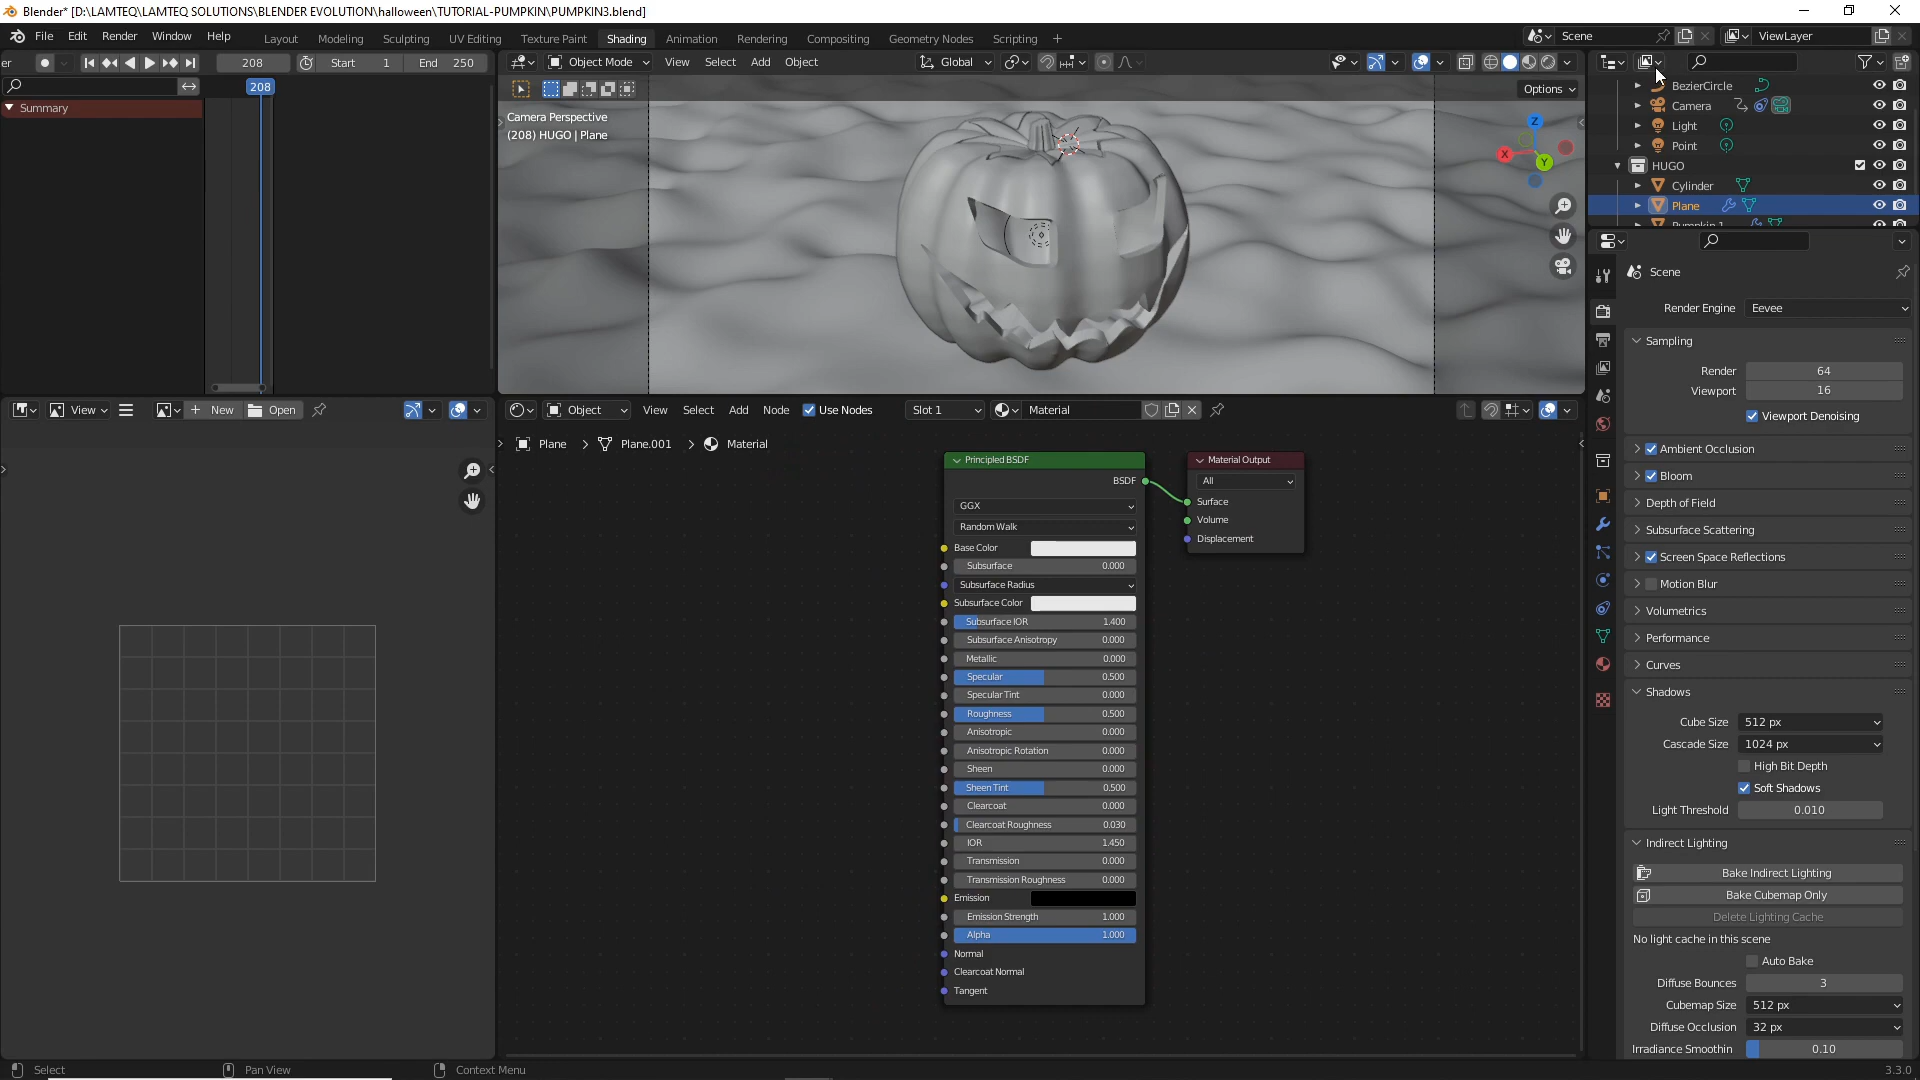 Blender* [D:\LAMTEQ\LAMTEQ SOLUTIONS\BLENDER EVOLUTION\halloween\TUTORIAL-PUMPKIN\PUMPKIN3.blend]
File Edit Render Window Help Layout Modeling Sculpting UV Editing Texture Paint Shading Animation Rendering Compositing Geometry Nodes Scripting + Scene ViewLayer
er 208 Start 1 End 250 Object Mode View Select Add Object Global
208 Options
Summary
Camera Perspective
(208) HUGO | Plane
Z
X
Y
BezierCircle
Camera
Light
Point
HUGO
Cylinder
Plane
Pumpkin 1
Scene
Render Engine Eevee
Sampling
Render 64
Viewport 16
Viewport Denoising
Ambient Occlusion
Bloom
Depth of Field
Subsurface Scattering
Screen Space Reflections
Motion Blur
Volumetrics
Performance
Curves
Shadows
Cube Size 512 px
Cascade Size 1024 px
High Bit Depth
Soft Shadows
Light Threshold 0.010
Indirect Lighting
Bake Indirect Lighting
Bake Cubemap Only
Delete Lighting Cache
No light cache in this scene
Auto Bake
Diffuse Bounces 3
Cubemap Size 512 px
Diffuse Occlusion 32 px
Irradiance Smoothin 0.10
View New Open
Object View Select Add Node Use Nodes Slot 1 Material
Plane Plane.001 Material
Principled BSDF
BSDF
GGX
Random Walk
Base Color
Subsurface 0.000
Subsurface Radius
Subsurface Color
Subsurface IOR 1.400
Subsurface Anisotropy 0.000
Metallic 0.000
Specular 0.500
Specular Tint 0.000
Roughness 0.500
Anisotropic 0.000
Anisotropic Rotation 0.000
Sheen 0.000
Sheen Tint 0.500
Clearcoat 0.000
Clearcoat Roughness 0.030
IOR 1.450
Transmission 0.000
Transmission Roughness 0.000
Emission
Emission Strength 1.000
Alpha 1.000
Normal
Clearcoat Normal
Tangent
Material Output
All
Surface
Volume
Displacement
Select Pan View Context Menu 3.3.0